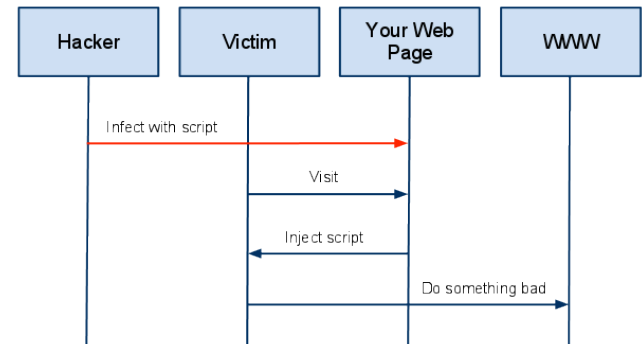 Hacker
Victim
Your Web
Page
WWW
Infect with script
Visit
Inject script
Do something bad